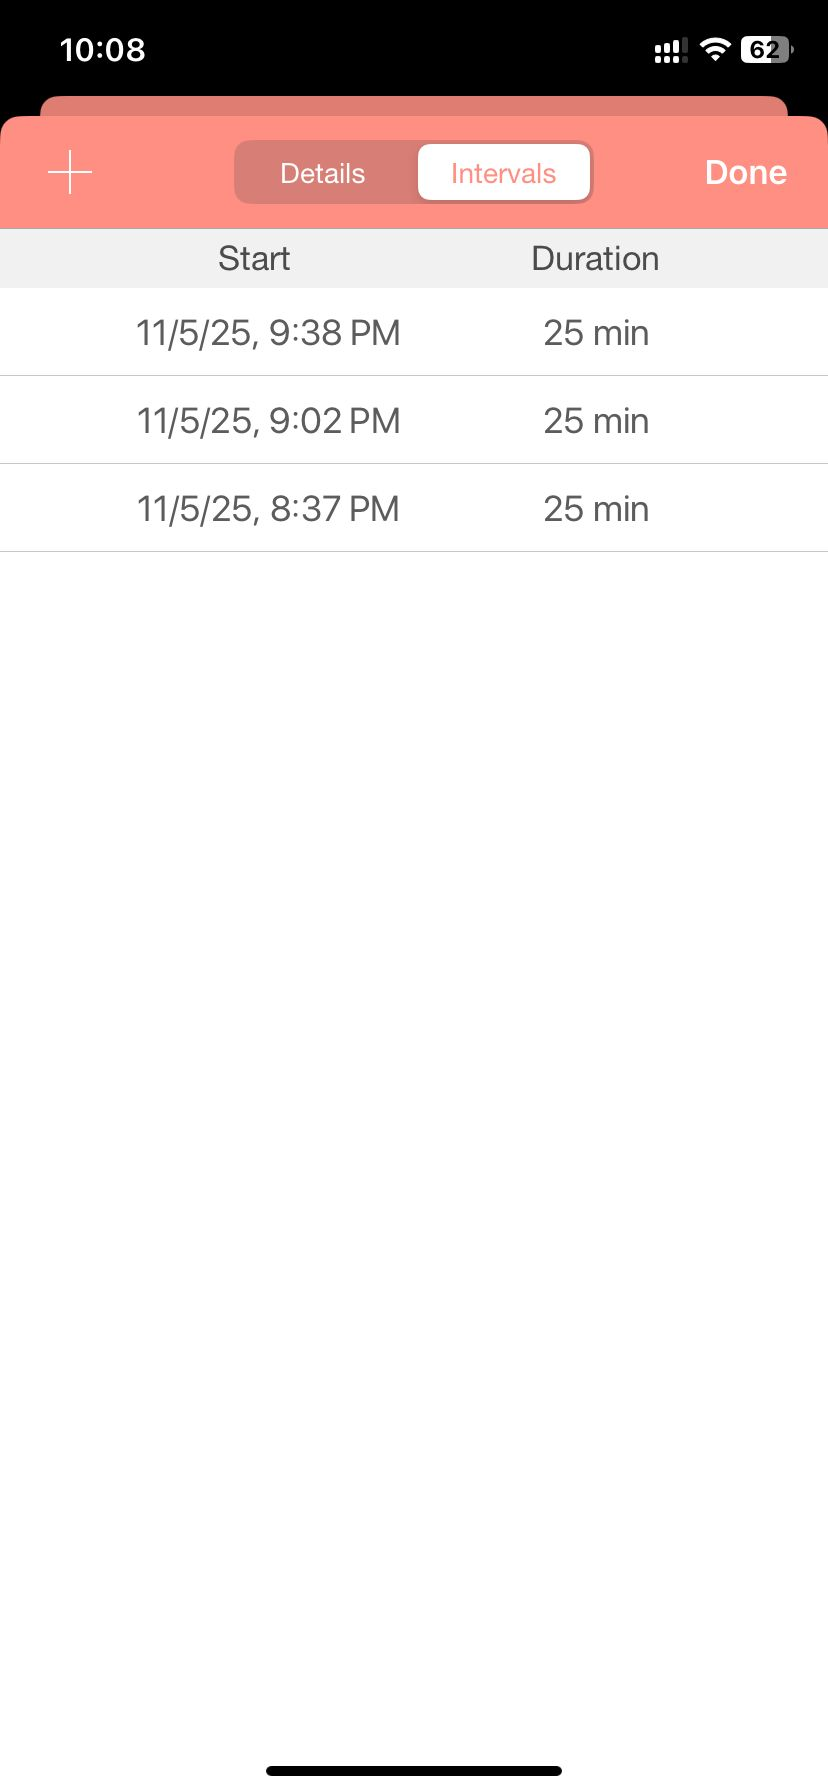 10:08
62
Details Intervals Done
Start Duration
11/5/25, 9:38 PM 25 min
11/5/25, 9:02 PM 25 min
11/5/25, 8:37 PM 25 min